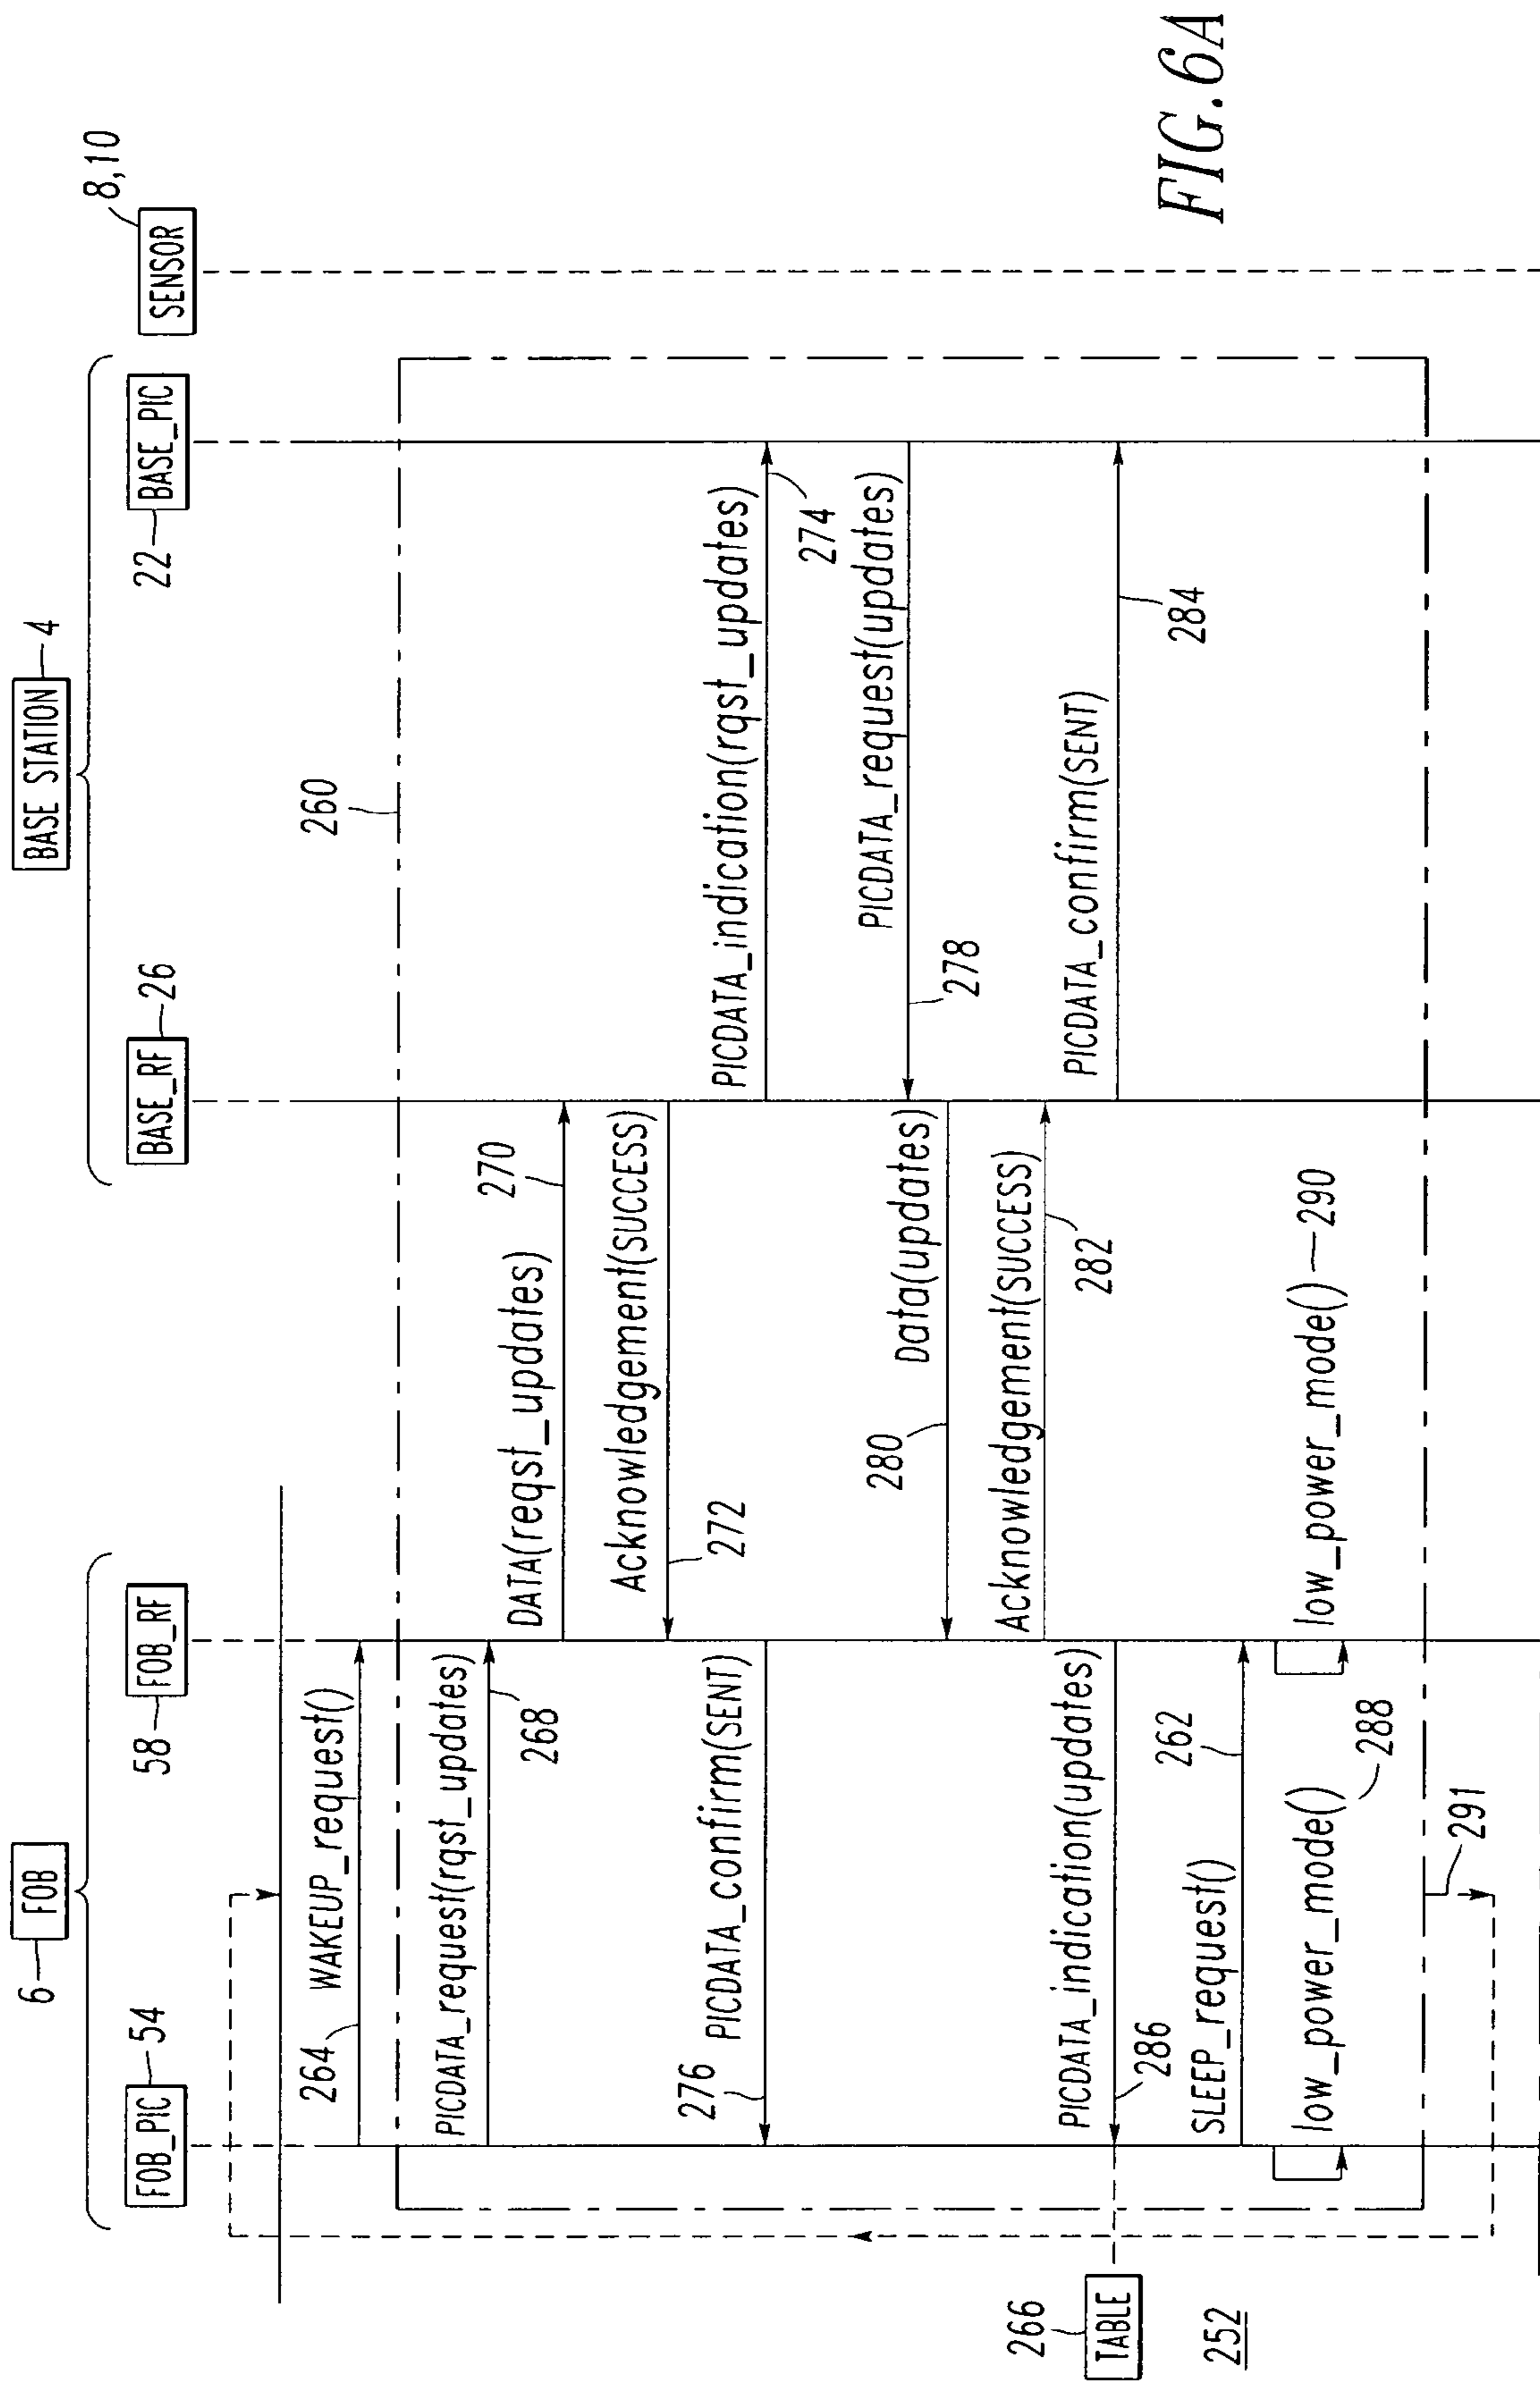 6 FOB
BASE STATION 4
FOB_PIC 54
58 FOB_RF
BASE_RF 26
22 BASE_PIC
SENSOR
8,10
264
WAKEUP_request()
260
PICDATA_request(rqst_updates)
268
DATA(reqst_updates)
270
Acknowledgement(SUCCESS)
272
276
PICDATA_confirm(SENT)
PICDATA_indication(rqst_updates)
274
PICDATA_request(updates)
278
Data(updates)
280
Acknowledgement(SUCCESS)
282
PICDATA_confirm(SENT)
284
266
TABLE
PICDATA_indication(updates)
286
SLEEP_request()
262
low_power_mode()
288
low_power_mode() 290
291
252
FIG. 6A